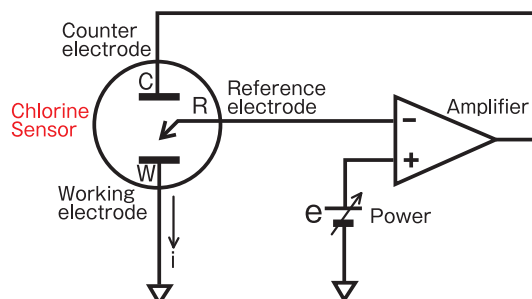 Counter
electrode
C
Reference
electrode
R
Chlorine
Sensor
Amplifier
-
+
W
Working
electrode
e
Power
i